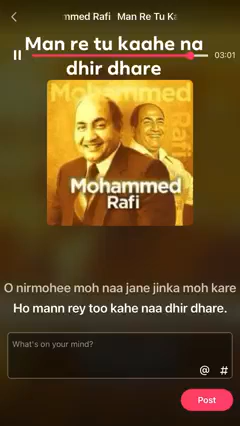 mmed Rafi Man Re Tu Ka
Man re tu kaahe na
03:01
dhir dhare
Mohammed
Rafi
Mohammed
Rafi
O nirmohee moh naa jane jinka moh kare
Ho mann rey too kahe naa dhir dhare.
What's on your mind?
@ #
Post